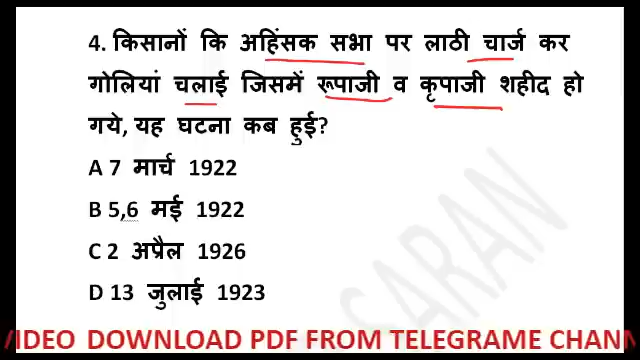 4. किसानों कि अहिंसक सभा पर लाठी चार्ज कर
गोलियां चलाई जिसमें रूपाजी व कृपाजी शहीद हो
गये, यह घटना कब हुई?
A 7 मार्च 1922
B 5,6 मई 1922
C 2 अप्रैल 1926
D 13 जुलाई 1923
SARAN
VIDEO DOWNLOAD PDF FROM TELEGRAME CHANN